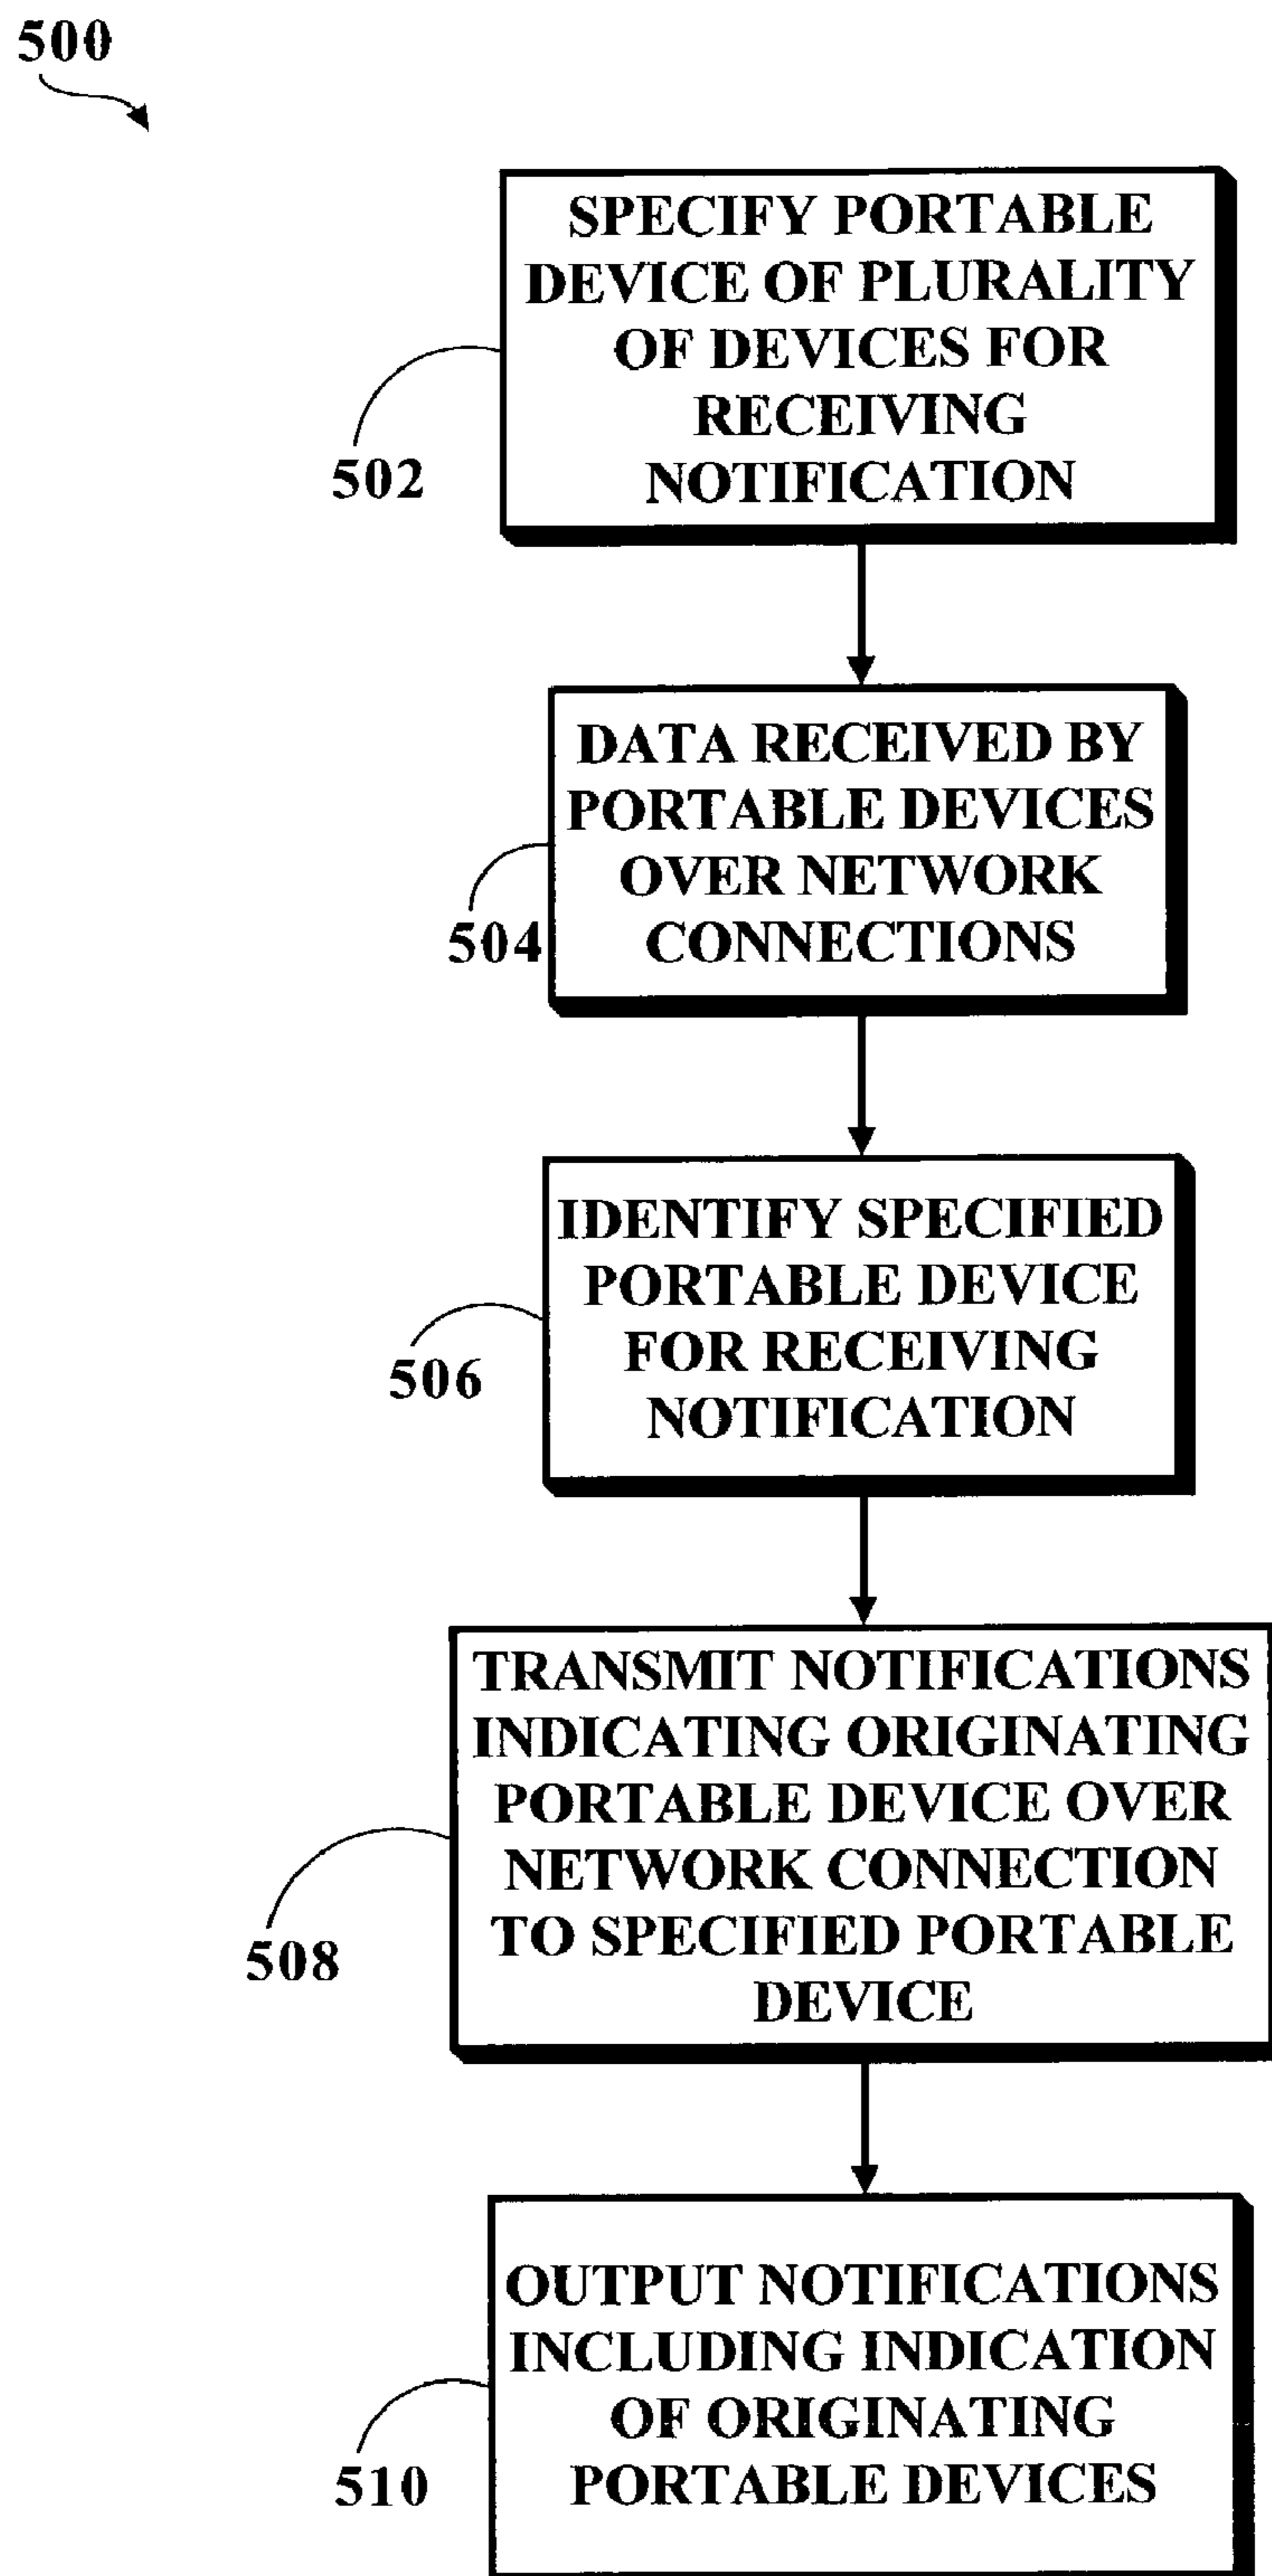 500
SPECIFY PORTABLE
DEVICE OF PLURALITY
OF DEVICES FOR
RECEIVING
NOTIFICATION
502
DATA RECEIVED BY
PORTABLE DEVICES
OVER NETWORK
CONNECTIONS
504
IDENTIFY SPECIFIED
PORTABLE DEVICE
FOR RECEIVING
NOTIFICATION
506
TRANSMIT NOTIFICATIONS
INDICATING ORIGINATING
PORTABLE DEVICE OVER
NETWORK CONNECTION
TO SPECIFIED PORTABLE
DEVICE
508
OUTPUT NOTIFICATIONS
INCLUDING INDICATION
OF ORIGINATING
PORTABLE DEVICES
510